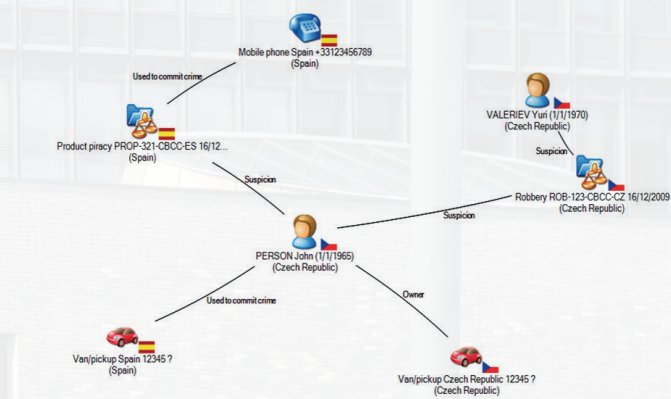 Mobile phone Spain +33123456789
(Spain)
Used to commit crime
VALERIEV Yuri (1/1/1970)
(Czech Republic)
Product piracy PROP-321-CBCC-ES 16/12...
(Spain)
Suspicion
Suspicion
Robbery ROB-123-CBCC-CZ 16/12/2009
(Czech Republic)
Suspicion
PERSON John (1/1/1965)
(Czech Republic)
Used to commit crime
Owner
Van/pickup Spain 12345 ?
(Spain)
Van/pickup Czech Republic 12345 ?
(Czech Republic)